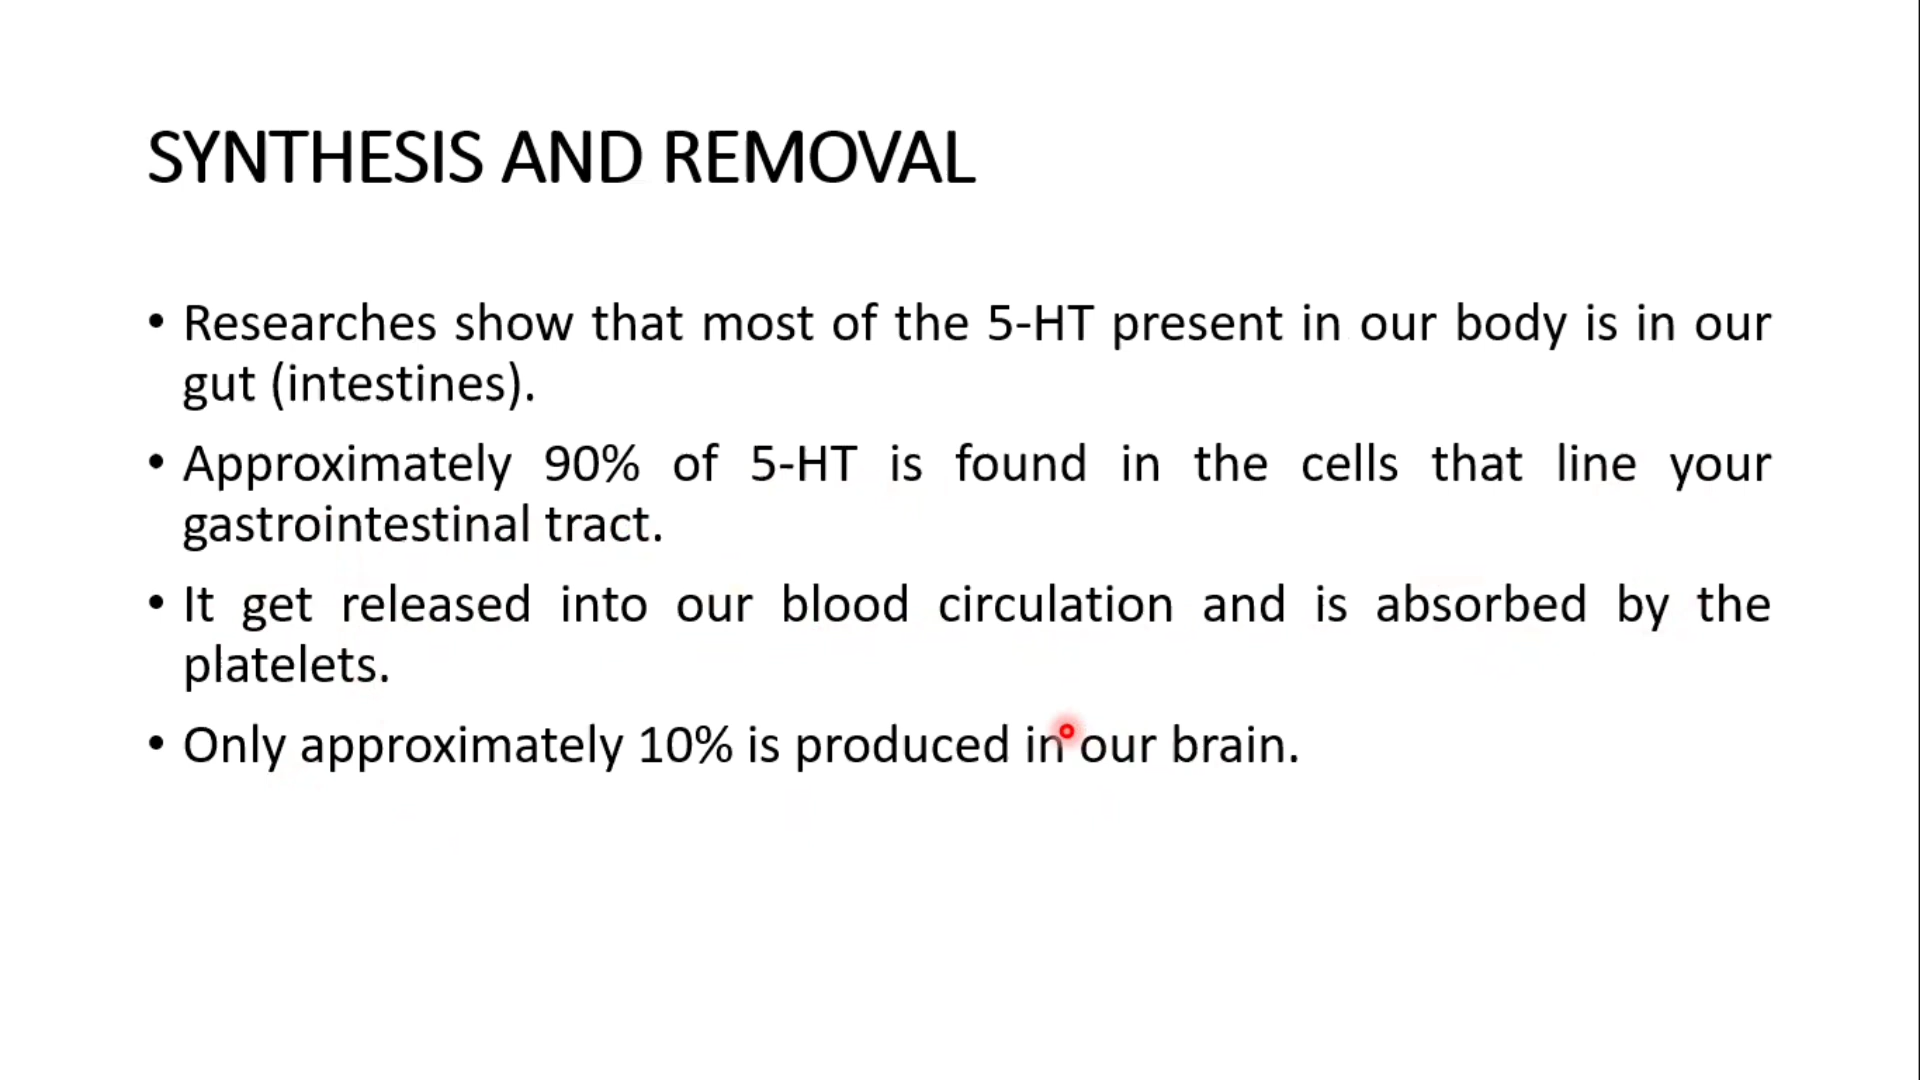 SYNTHESIS AND REMOVAL
• Researches show that most of the 5-HT present in our body is in our
gut (intestines).
• Approximately 90% of 5-HT is found in the cells that line your
gastrointestinal tract.
• It get released into our blood circulation and is absorbed by the
platelets.
• Only approximately 10% is produced in our brain.